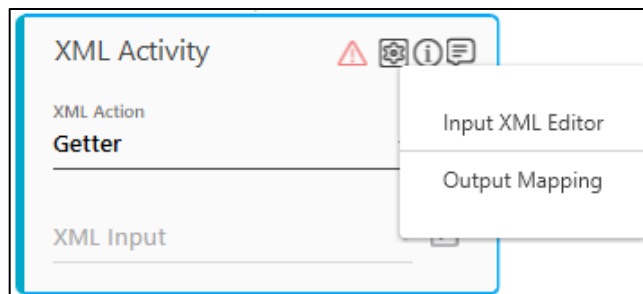 XML Activity
XML Action
Getter
XML Input
Input XML Editor
Output Mapping